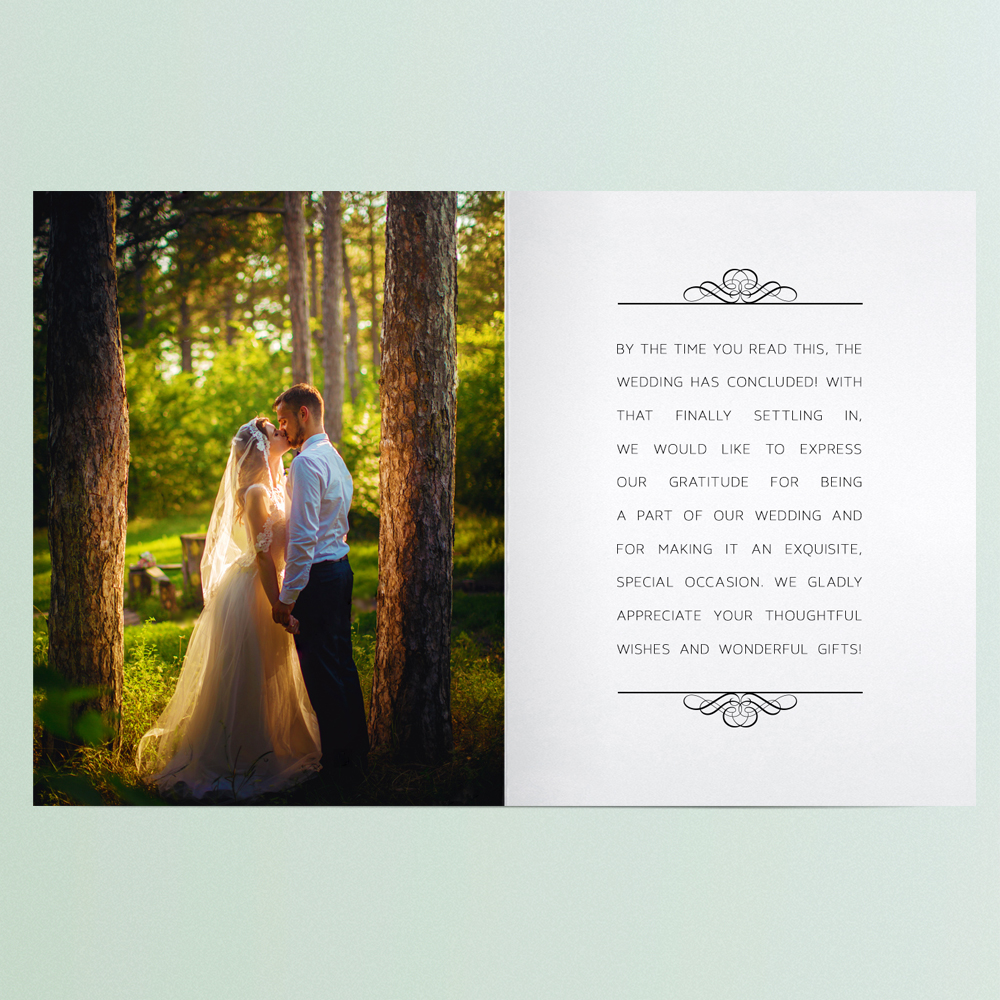 BY THE TIME YOU READ THIS, THE
WEDDING HAS CONCLUDED! WITH
THAT FINALLY SETTLING IN,
WE WOULD LIKE TO EXPRESS
OUR GRATITUDE FOR BEING
A PART OF OUR WEDDING AND
FOR MAKING IT AN EXQUISITE,
SPECIAL OCCASION. WE GLADLY
APPRECIATE YOUR THOUGHTFUL
WISHES AND WONDERFUL GIFTS!